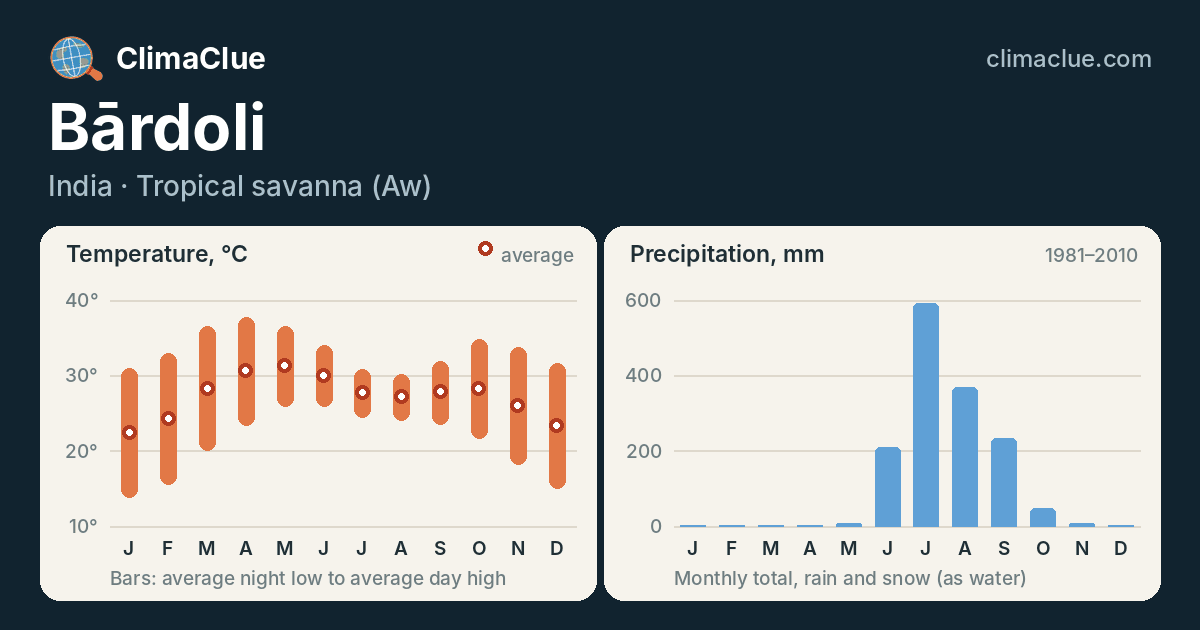 ClimaClue
climaclue.com
Bārdoli
India · Tropical savanna (Aw)
Temperature, °C
average
40°
30°
20°
10°
J F M A M J J A S O N D
Bars: average night low to average day high
Precipitation, mm
1981–2010
600
400
200
0
J F M A M J J A S O N D
Monthly total, rain and snow (as water)